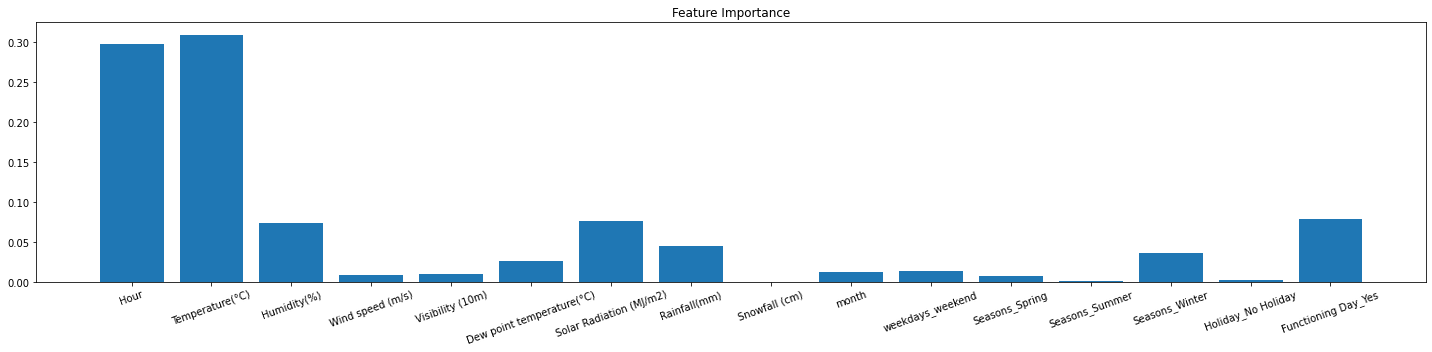 Feature Importance
0.30
0.25
0.20
0.15
0.10
0.05
0.00
Hour
Temperature(°C)
Humidity(%)
Wind speed (m/s)
Visibility (10m)
Dew point temperature(°C)
Solar Radiation (MJ/m2)
Rainfall(mm)
Snowfall (cm)
month
weekdays_weekend
Seasons_Spring
Seasons_Summer
Seasons_Winter
Holiday_No Holiday
Functioning Day_Yes